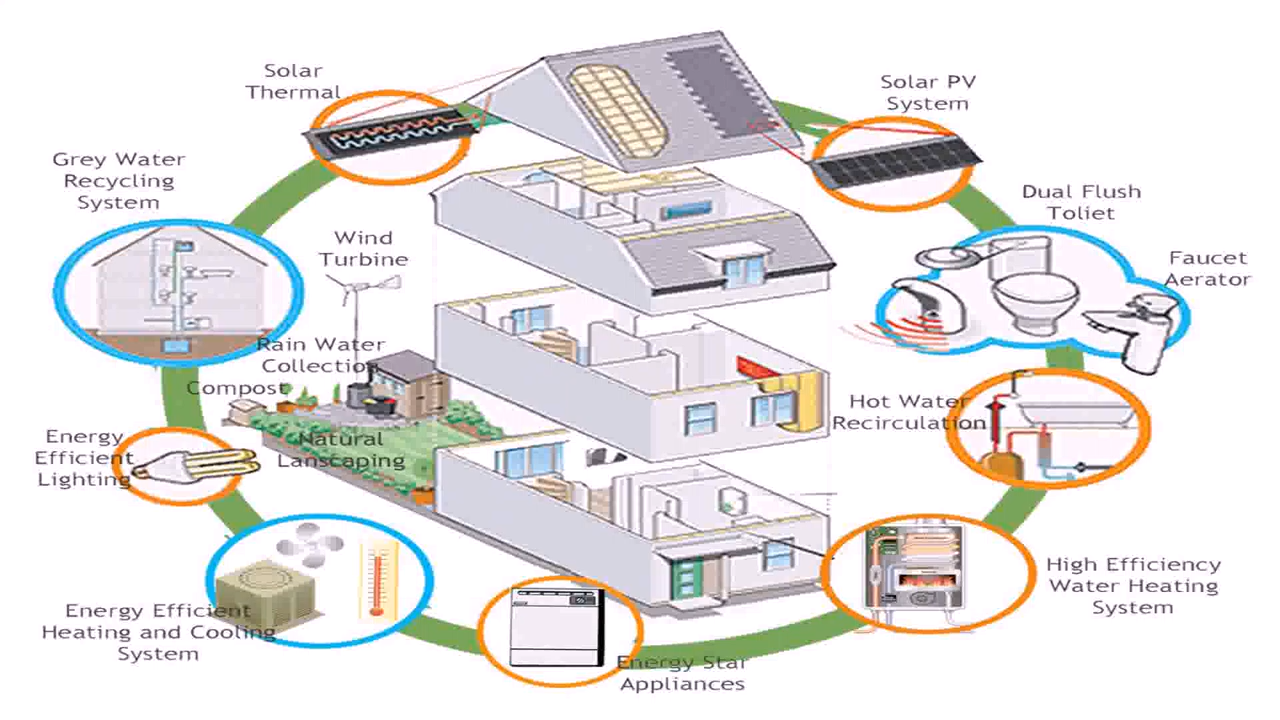 Solar
Thermal
Solar PV
System
Grey Water
Recycling
System
Dual Flush
Toliet
Wind
Turbine
Faucet
Aerator
Rain Water
Collection
Compost
Hot Water
Recirculation
Energy
Efficient
Lighting
Natural
Lanscaping
High Efficiency
Water Heating
System
Energy Efficient
Heating and Cooling
System
Energy Star
Appliances